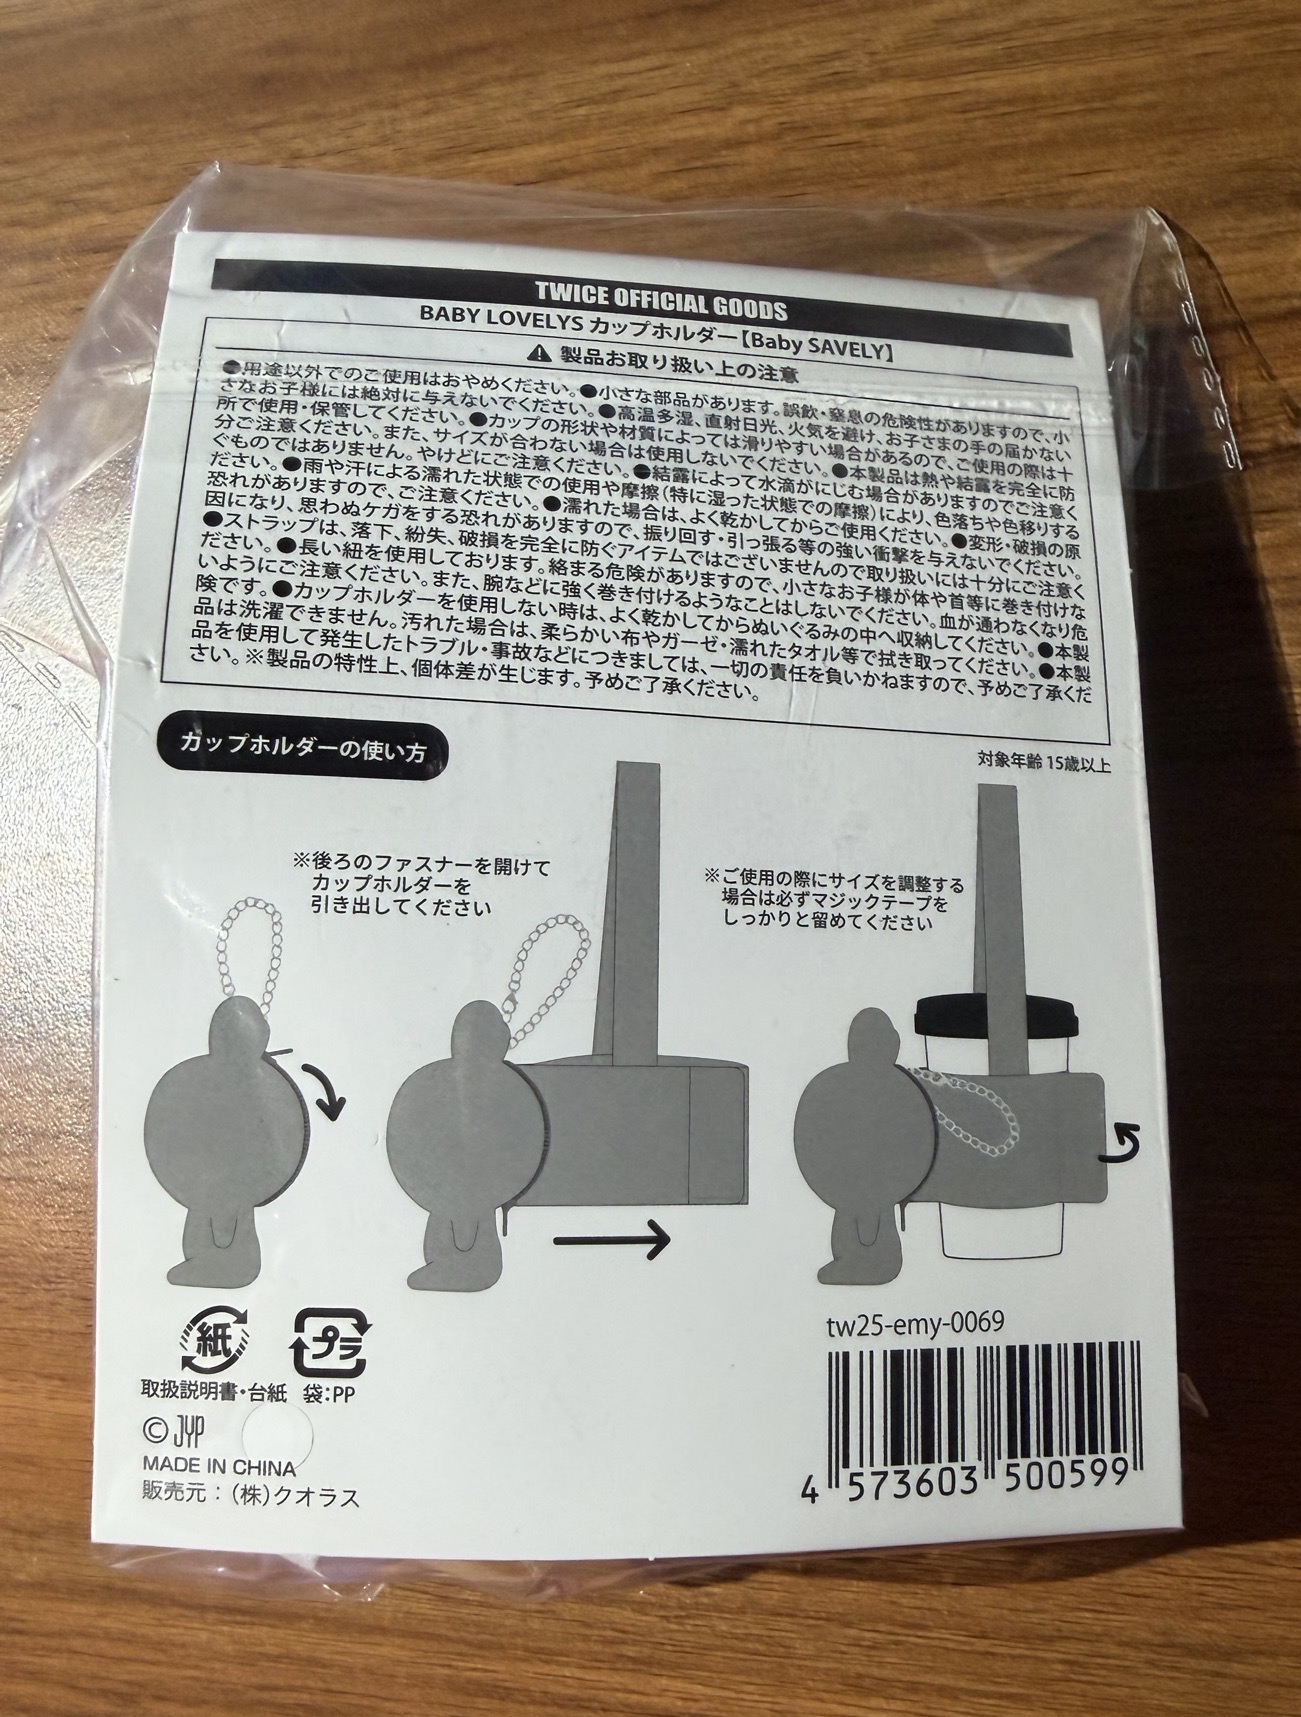 TWICE OFFICIAL GOODS
BABY LOVELYS カップホルダー【Baby SAVELY】
製品お取り扱い上の注意
●用途以外でのご使用はおやめください。●小さな部品があります。誤飲・窒息の危険性がありますので、小
さなお子様には絶対に与えないでください。●高温多湿、直射日光、火気を避け、お子さまの手の届かない
所で使用・保管してください。●カップの形状や材質によっては滑りやすい場合があるので、ご使用の際は十
分ご注意ください。また、サイズが合わない場合は使用しないでください。●本製品は熱や結露を完全に防
ぐものではありません。やけどにご注意ください。●結露によって水滴がにじむ場合がありますのでご注意く
ださい。●雨や汗による濡れた状態での使用や摩擦(特に湿った状態での摩擦)により、色落ちや色移りする
恐れがありますので、ご注意ください。●濡れた場合は、よく乾かしてからご使用ください。●変形・破損の原
因になり、思わぬケガをする恐れがありますので、振り回す・引っ張る等の強い衝撃を与えないでください。
●ストラップは、落下、紛失、破損を完全に防ぐアイテムではございませんので取り扱いには十分にご注意く
ださい。●長い紐を使用しております。絡まる危険がありますので、小さなお子様が体や首等に巻き付けな
いようにご注意ください。また、腕などに強く巻き付けるようなことはしないでください。血が通わなくなり危
険です。●カップホルダーを使用しない時は、よく乾かしてからぬいぐるみの中へ収納してください。●本製
品は洗濯できません。汚れた場合は、柔らかい布やガーゼ・濡れたタオル等で拭き取ってください。●本製
品を使用して発生したトラブル・事故などにつきましては、一切の責任を負いかねますので、予めご了承くだ
さい。※製品の特性上、個体差が生じます。予めご了承ください。
対象年齢 15歳以上
カップホルダーの使い方
※後ろのファスナーを開けて
カップホルダーを
引き出してください
※ご使用の際にサイズを調整する
場合は必ずマジックテープを
しっかりと留めてください
紙
プラ
取扱説明書・台紙 袋:PP
© JYP
MADE IN CHINA
販売元:(株)クオラス
tw25-emy-0069
4 573603 500599